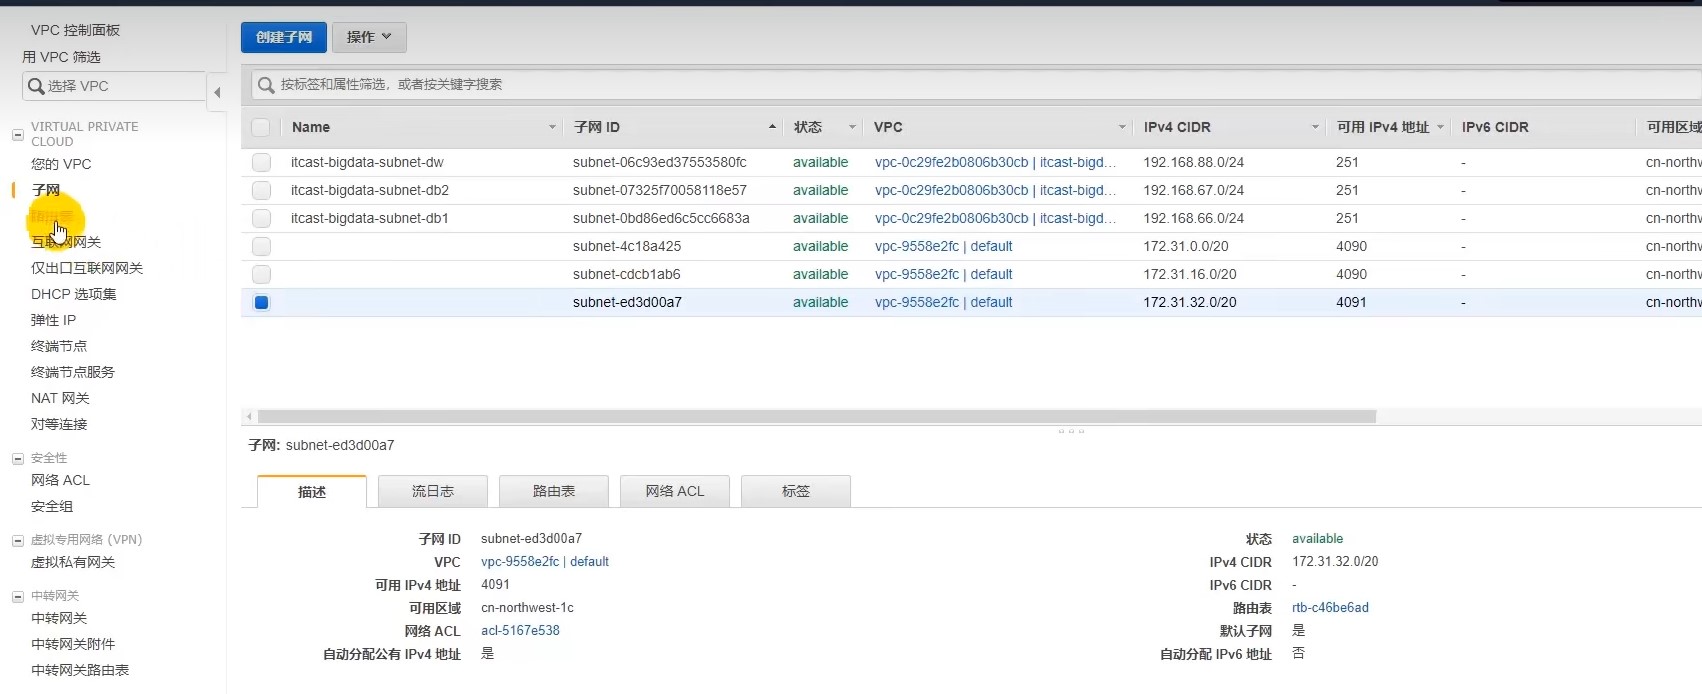 VPC 控制面板
用 VPC 筛选
选择 VPC
VIRTUAL PRIVATE
CLOUD
您的 VPC
子网
路由表
互联网网关
仅出口互联网网关
DHCP 选项集
弹性 IP
终端节点
终端节点服务
NAT 网关
对等连接
安全性
网络 ACL
安全组
虚拟专用网络 (VPN)
虚拟私有网关
中转网关
中转网关
中转网关附件
中转网关路由表
创建子网 操作
按标签和属性筛选，或者按关键字搜索
Name 子网 ID 状态 VPC IPv4 CIDR 可用 IPv4 地址 IPv6 CIDR 可用区域
itcast-bigdata-subnet-dw subnet-06c93ed37553580fc available vpc-0c29fe2b0806b30cb | itcast-bigd… 192.168.88.0/24 251 - cn-northw
itcast-bigdata-subnet-db2 subnet-07325f70058118e57 available vpc-0c29fe2b0806b30cb | itcast-bigd… 192.168.67.0/24 251 - cn-northw
itcast-bigdata-subnet-db1 subnet-0bd86ed6c5cc6683a available vpc-0c29fe2b0806b30cb | itcast-bigd… 192.168.66.0/24 251 - cn-northw
subnet-4c18a425 available vpc-9558e2fc | default 172.31.0.0/20 4090 - cn-northw
subnet-cdcb1ab6 available vpc-9558e2fc | default 172.31.16.0/20 4090 - cn-northw
subnet-ed3d00a7 available vpc-9558e2fc | default 172.31.32.0/20 4091 - cn-northw
子网: subnet-ed3d00a7
描述 流日志 路由表 网络 ACL 标签
子网 ID subnet-ed3d00a7 状态 available
VPC vpc-9558e2fc | default IPv4 CIDR 172.31.32.0/20
可用 IPv4 地址 4091 IPv6 CIDR -
可用区域 cn-northwest-1c 路由表 rtb-c46be6ad
网络 ACL acl-5167e538 默认子网 是
自动分配公有 IPv4 地址 是 自动分配 IPv6 地址 否